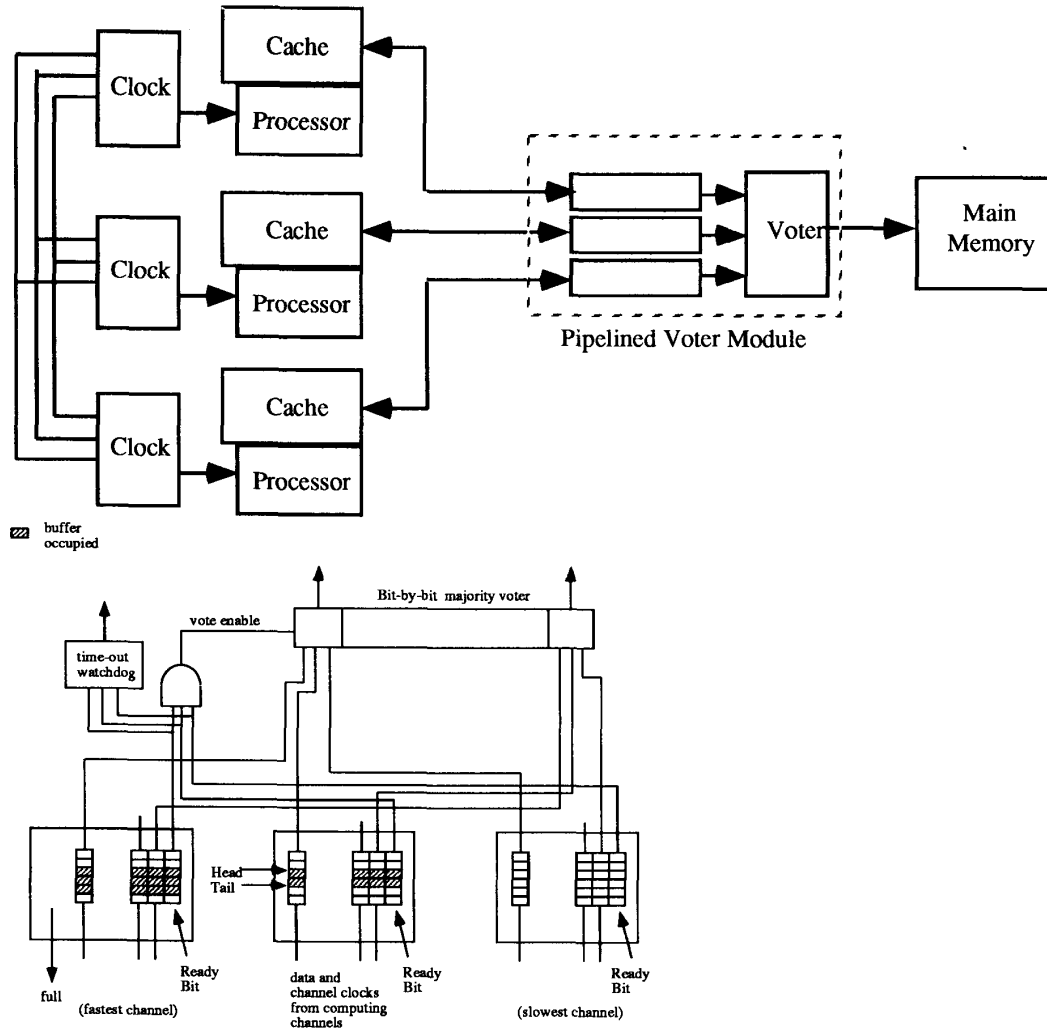 Cache
Clock
Processor
Cache
Clock
Voter
Main
Memory
Processor
Pipelined Voter Module
Cache
Clock
Processor
buffer
occupied
Bit-by-bit majority voter
vote enable
time-out
watchdog
Head
Tail
Ready
Bit
full
(fastest channel)
data and
channel clocks
from computing
channels
Ready
Bit
(slowest channel)
Ready
Bit